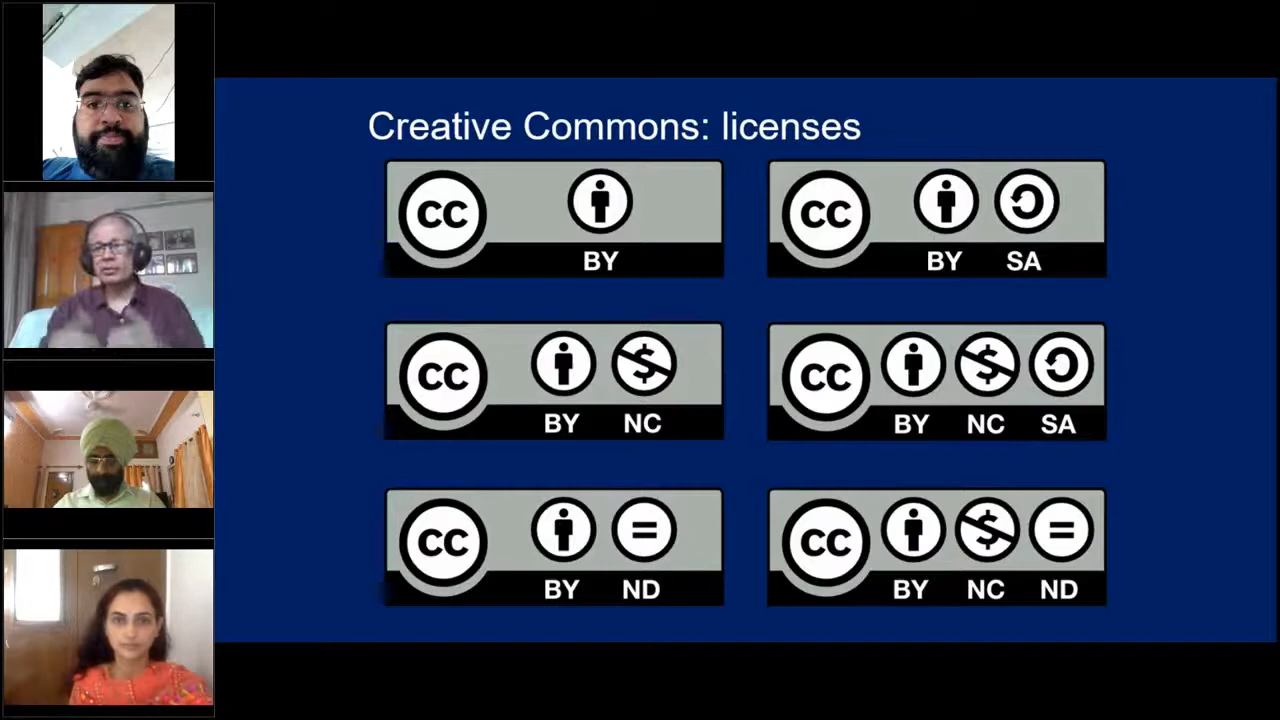 Creative Commons: licenses
CC BY
CC BY SA
CC BY NC
CC BY NC SA
CC BY ND
CC BY NC ND